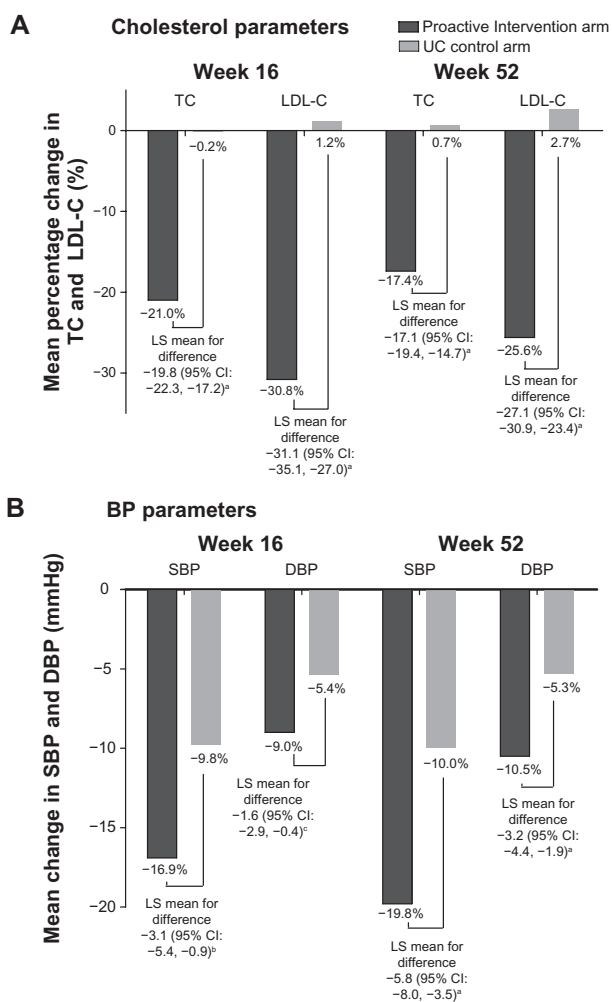 A
Cholesterol parameters
Proactive Intervention arm
UC control arm
Week 16
Week 52
TC
LDL-C
TC
LDL-C
Mean percentage change in
TC and LDL-C (%)
0
−10
−20
−30
−0.2%
1.2%
0.7%
2.7%
−21.0%
−30.8%
−17.4%
−25.6%
LS mean for
difference
−19.8 (95% CI:
−22.3, −17.2)ᵃ
LS mean for
difference
−31.1 (95% CI:
−35.1, −27.0)ᵃ
LS mean for
difference
−17.1 (95% CI:
−19.4, −14.7)ᵃ
LS mean for
difference
−27.1 (95% CI:
−30.9, −23.4)ᵃ
B
BP parameters
Week 16
Week 52
SBP
DBP
SBP
DBP
Mean change in SBP and DBP (mmHg)
0
−5
−10
−15
−20
−16.9%
−9.8%
−9.0%
−5.4%
−19.8%
−10.0%
−10.5%
−5.3%
LS mean for
difference
−3.1 (95% CI:
−5.4, −0.9)ᵇ
LS mean for
difference
−1.6 (95% CI:
−2.9, −0.4)ᶜ
LS mean for
difference
−5.8 (95% CI:
−8.0, −3.5)ᵃ
LS mean for
difference
−3.2 (95% CI:
−4.4, −1.9)ᵃ